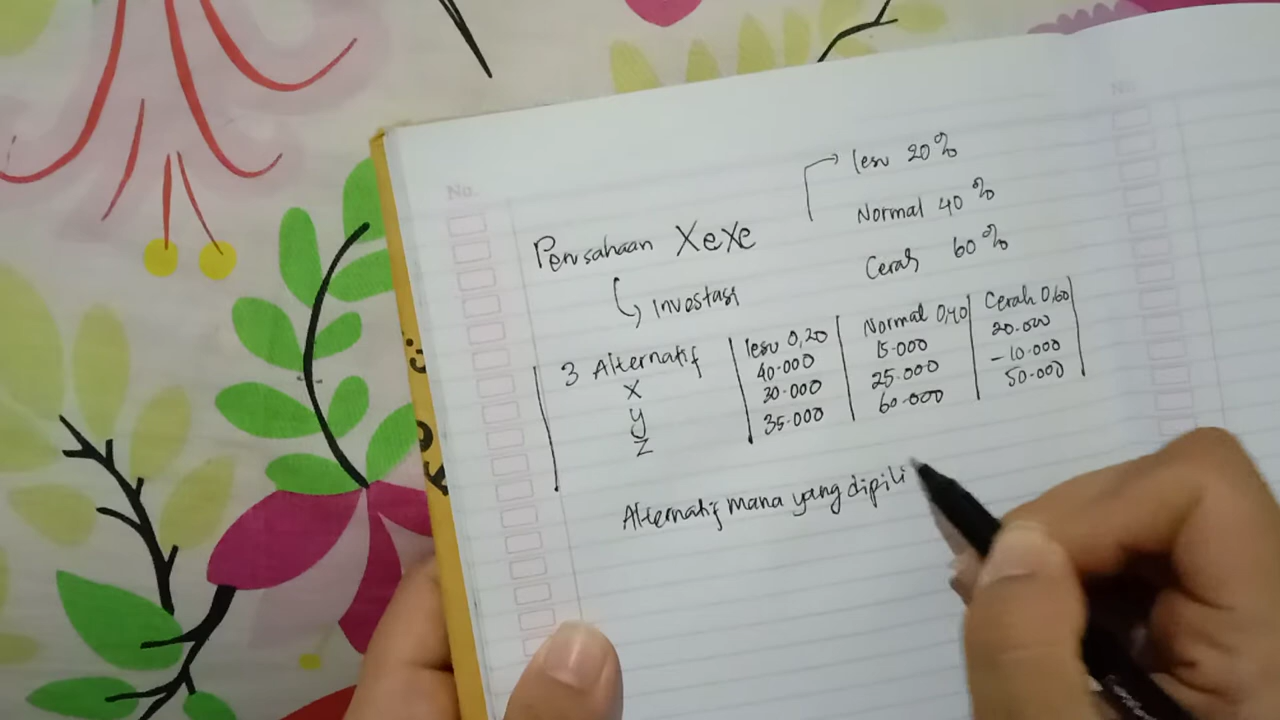 No.
No.
lesu 20%
Normal 40%
Cerah 60%
Perusahaan XeXe
Investasi
3 Alternatif lesu 0,20 Normal 0,40 Cerah 0,60
X 40.000 15.000 20.000
y 30.000 25.000 -10.000
Z 35.000 60.000 50.000
Alternatif mana yang dipili